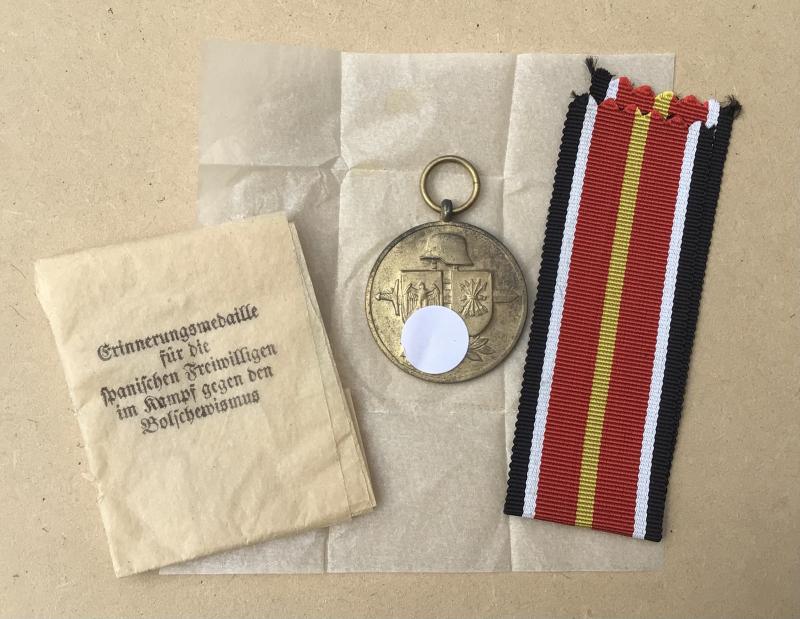 Erinnerungsmedaille
für die
spanischen Freiwilligen
im Kampf gegen den
Bolschewismus